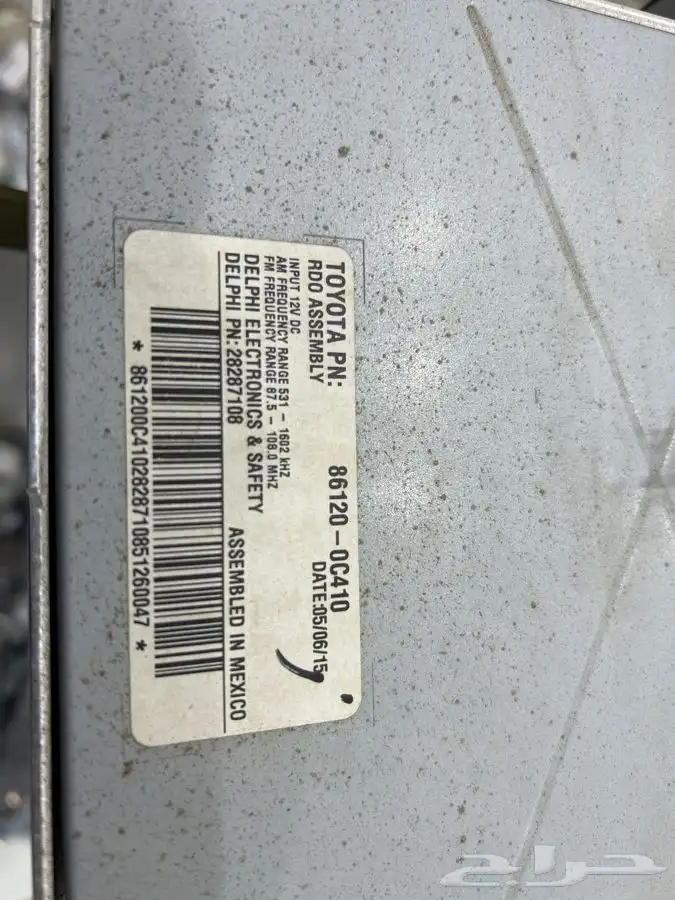 TOYOTA PN: 86120-0C410
RDO ASSEMBLY DATE:05/06/15
INPUT 12V DC
AM FREQUENCY RANGE 531 - 1602 kHZ
FM FREQUENCY RANGE 87.5 - 108.0 MHZ
DELPHI ELECTRONICS & SAFETY
DELPHI PN: 28287108 ASSEMBLED IN MEXICO
* 861200C4102828710851260047 *
حراج